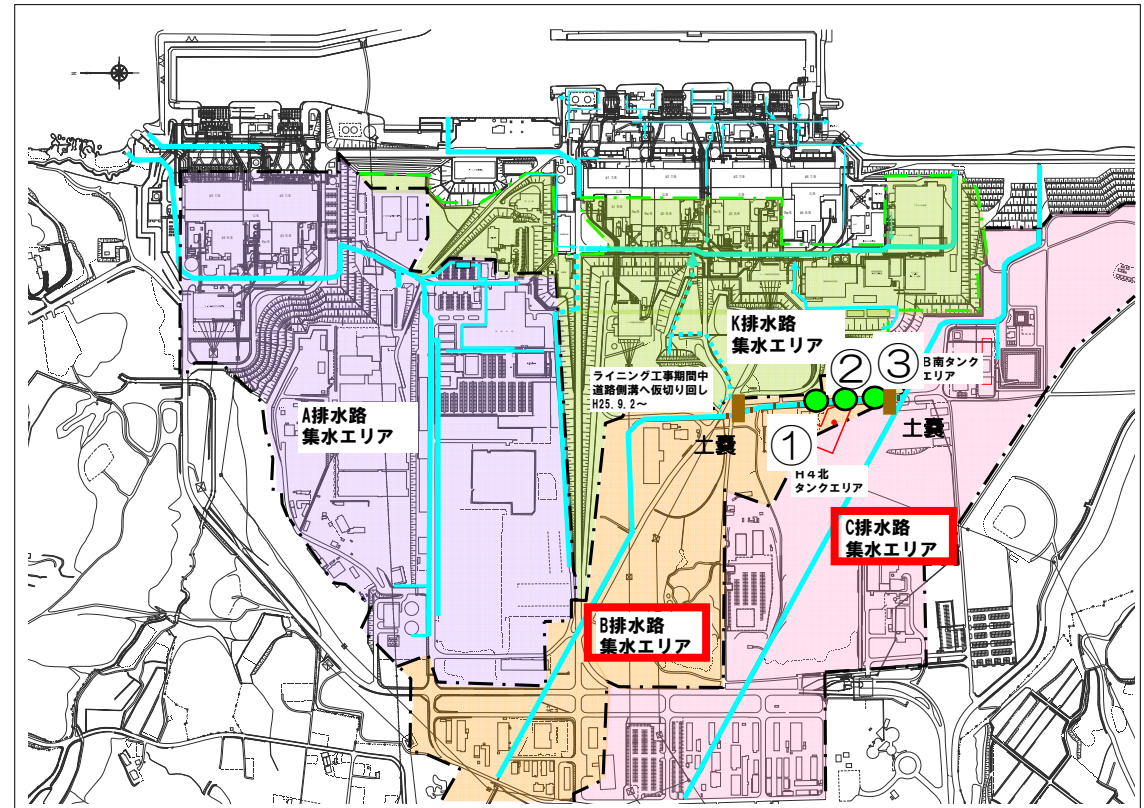 K排水路
集水エリア
ライニング工事期間中
道路側溝へ仮切り回し
H25.9.2~
② ③
B南タンク
エリア
A排水路
集水エリア
土嚢
①
土嚢
H4北
タンクエリア
C排水路
集水エリア
B排水路
集水エリア